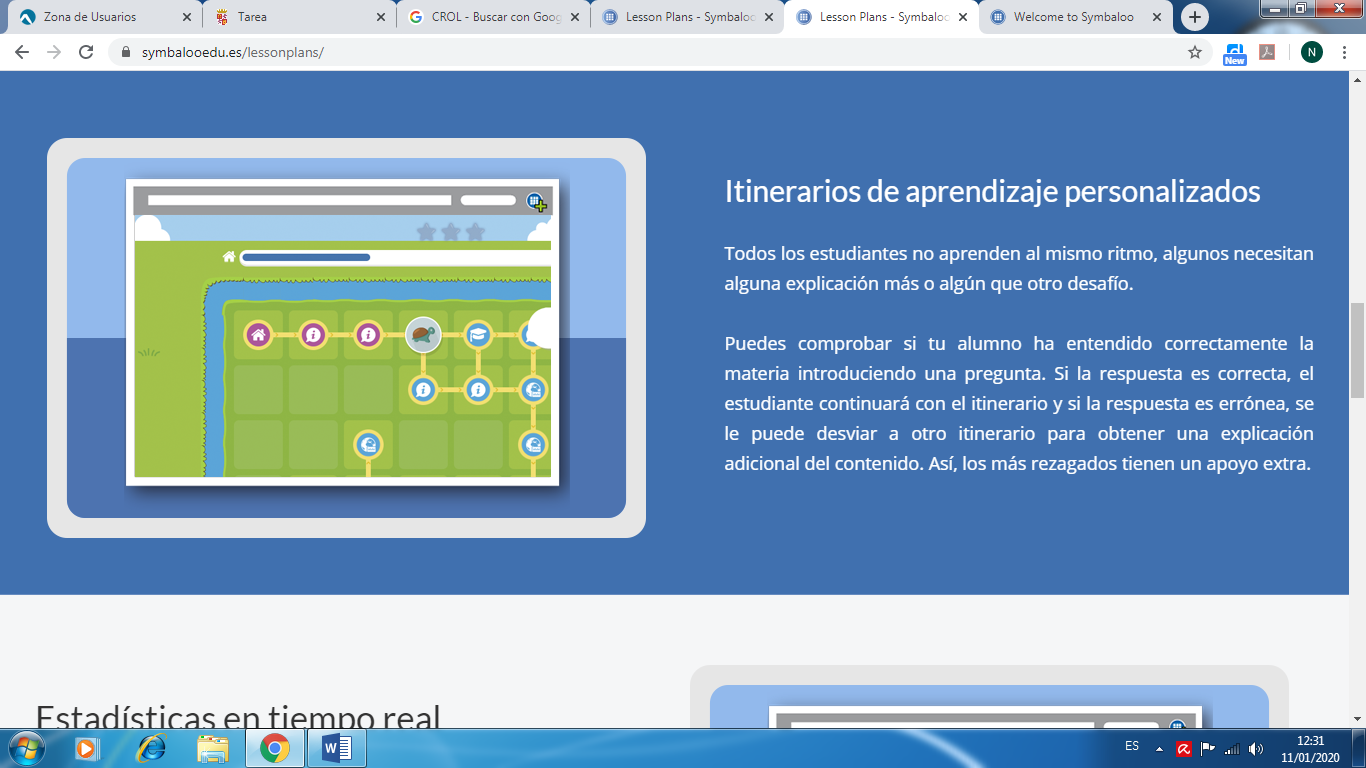 Zona de Usuarios
Tarea
CROL - Buscar con Goog
Lesson Plans - Symbaloo
Lesson Plans - Symbaloo
Welcome to Symbaloo
symbalooedu.es/lessonplans/
New
N
Itinerarios de aprendizaje personalizados
Todos los estudiantes no aprenden al mismo ritmo, algunos necesitan
alguna explicación más o algún que otro desafío.
Puedes comprobar si tu alumno ha entendido correctamente la
materia introduciendo una pregunta. Si la respuesta es correcta, el
estudiante continuará con el itinerario y si la respuesta es errónea, se
le puede desviar a otro itinerario para obtener una explicación
adicional del contenido. Así, los más rezagados tienen un apoyo extra.
Estadísticas en tiempo real
ES
12:31
11/01/2020